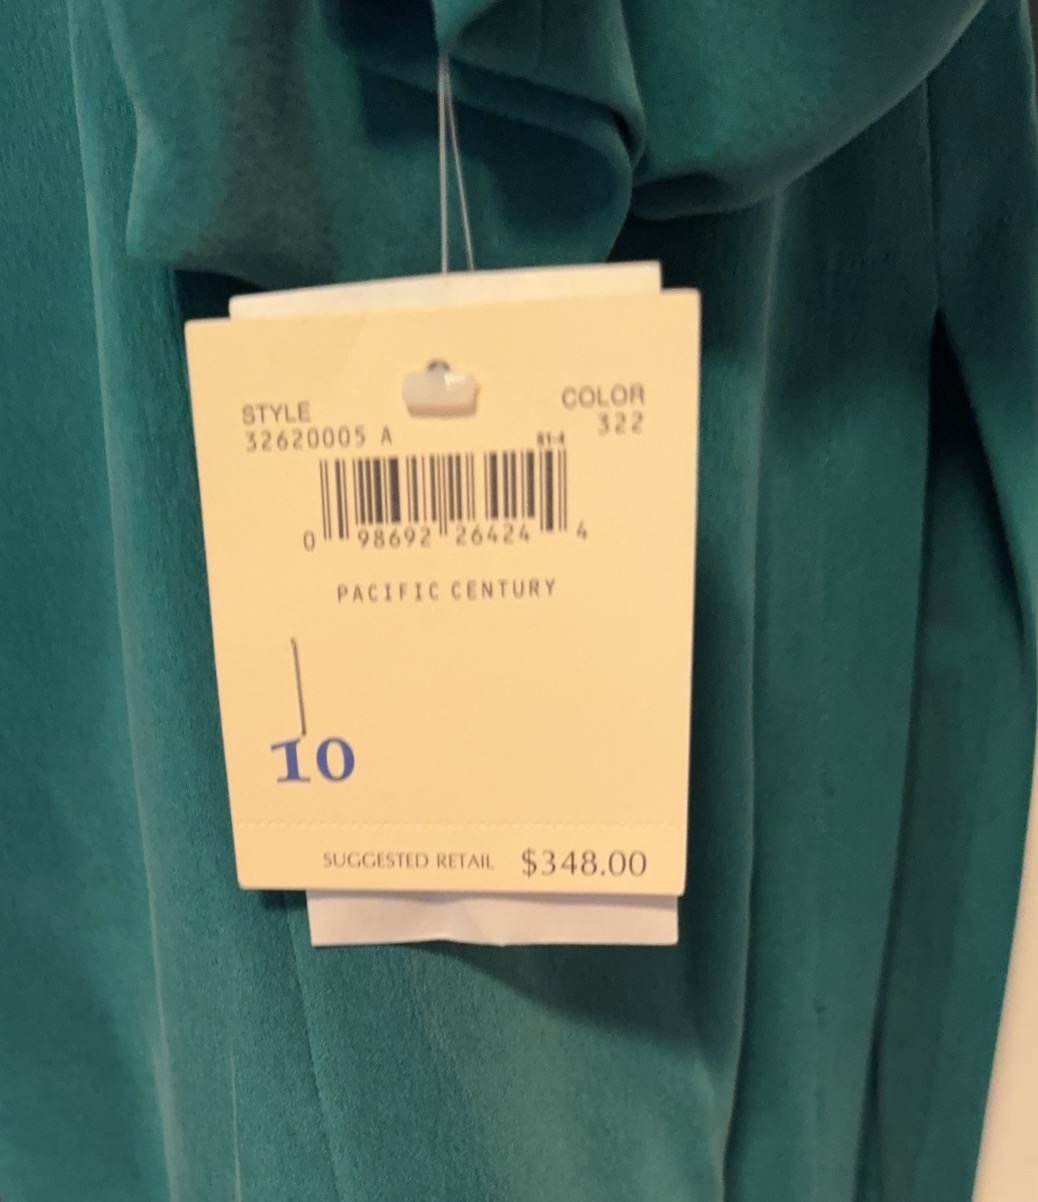 STYLE
32620005 A
COLOR
322
0 98692 26424 4
PACIFIC CENTURY
10
SUGGESTED RETAIL $348.00